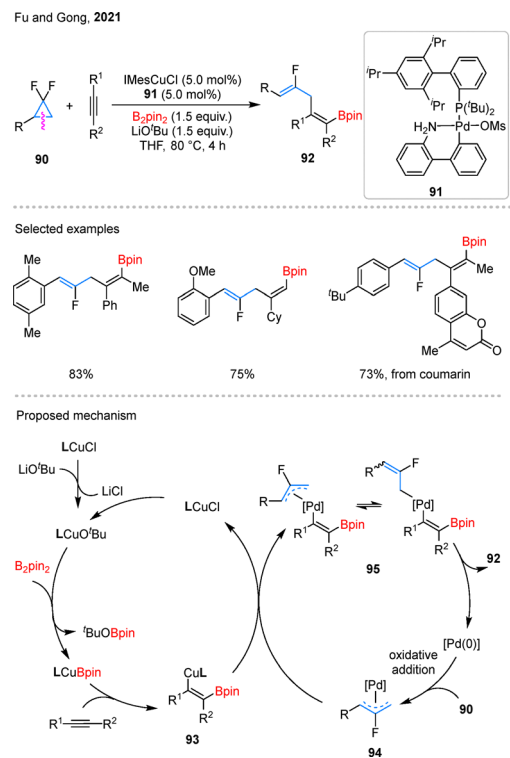 Fu and Gong, 2021
F F
R
90
+
R1
R2
IMesCuCl (5.0 mol%)
91 (5.0 mol%)
B2pin2 (1.5 equiv.)
LiOtBu (1.5 equiv.)
THF, 80 °C, 4 h
F
R
Bpin
R1 R2
92
iPr
iPr
iPr
P(tBu)2
H2N Pd OMs
91
Selected examples
Me
Me
F
Ph
Bpin
Me
83%
OMe
F
Cy
Bpin
75%
tBu
F
Bpin
Me
Me
O
O
73%, from coumarin
Proposed mechanism
LCuCl
LiOtBu
LiCl
LCuOtBu
B2pin2
tBuOBpin
LCuBpin
R1 R2
LCuCl
CuL
R1
Bpin
R2
93
F
R
[Pd]
R1
Bpin
R2
95
R
F
[Pd]
R1
Bpin
R2
92
[Pd(0)]
oxidative
addition
90
[Pd]
R
F
94